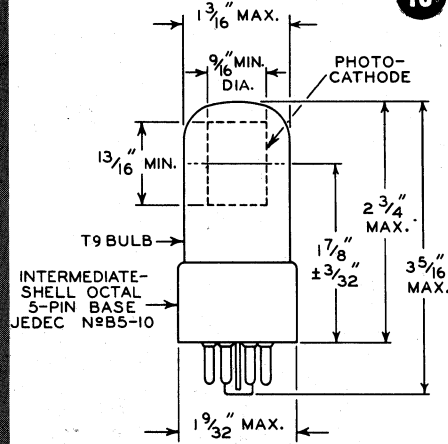 1 3/16" MAX.
9/16" MIN.
DIA.
PHOTO-
CATHODE
13/16" MIN.
2 3/4"
MAX.
1 7/8"
±3/32"
3 5/16"
MAX.
T9 BULB
INTERMEDIATE-
SHELL OCTAL
5-PIN BASE
JEDEC NºB5-10
1 9/32" MAX.